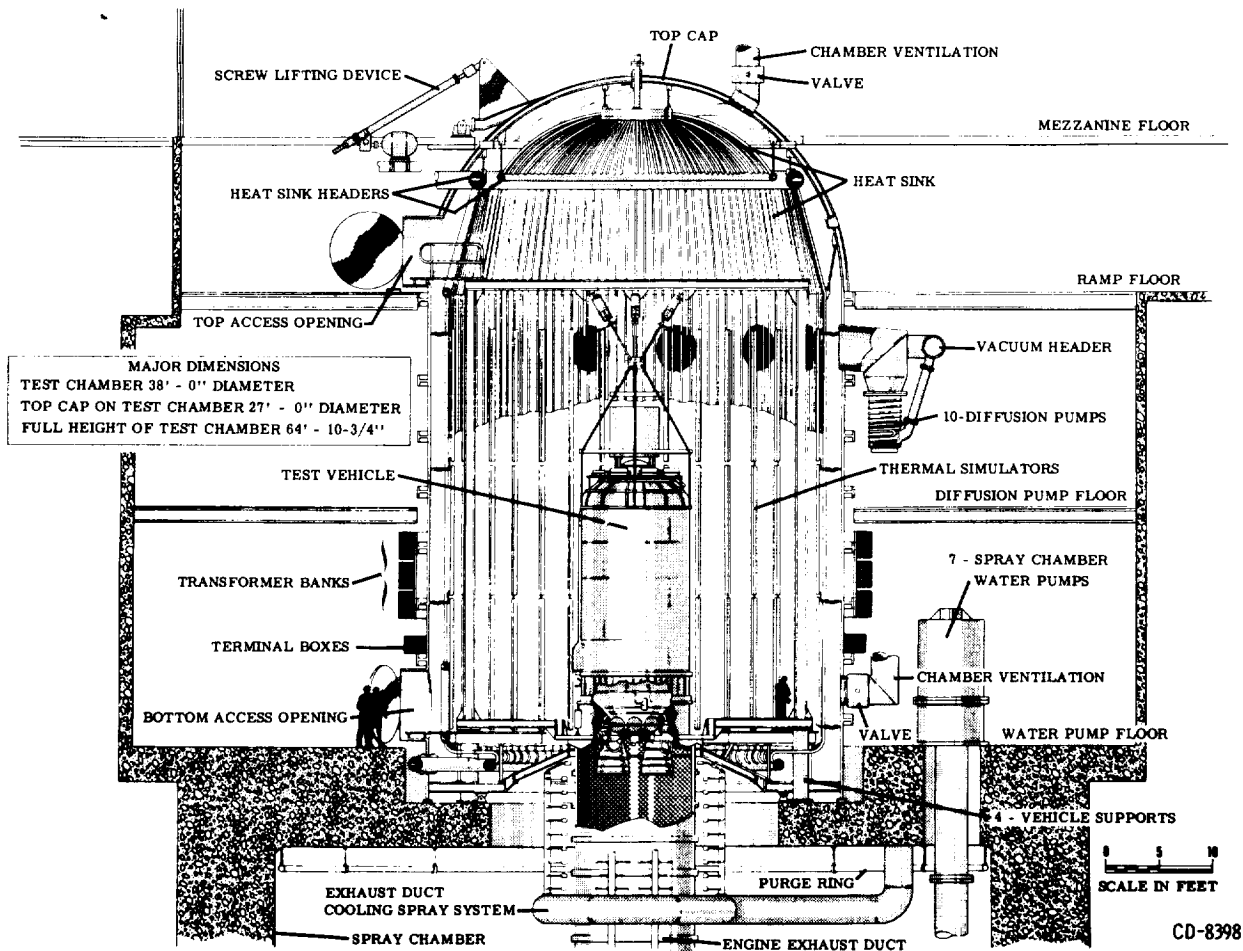 TOP CAP
CHAMBER VENTILATION
VALVE
SCREW LIFTING DEVICE
MEZZANINE FLOOR
HEAT SINK HEADERS
HEAT SINK
RAMP FLOOR
TOP ACCESS OPENING
VACUUM HEADER
MAJOR DIMENSIONS
TEST CHAMBER 38' - 0" DIAMETER
TOP CAP ON TEST CHAMBER 27' - 0" DIAMETER
FULL HEIGHT OF TEST CHAMBER 64' - 10-3/4"
10-DIFFUSION PUMPS
TEST VEHICLE
THERMAL SIMULATORS
DIFFUSION PUMP FLOOR
7 - SPRAY CHAMBER
WATER PUMPS
TRANSFORMER BANKS
TERMINAL BOXES
CHAMBER VENTILATION
BOTTOM ACCESS OPENING
VALVE
WATER PUMP FLOOR
4 - VEHICLE SUPPORTS
0 5 10
SCALE IN FEET
PURGE RING
EXHAUST DUCT
COOLING SPRAY SYSTEM
SPRAY CHAMBER
ENGINE EXHAUST DUCT
CD-8398